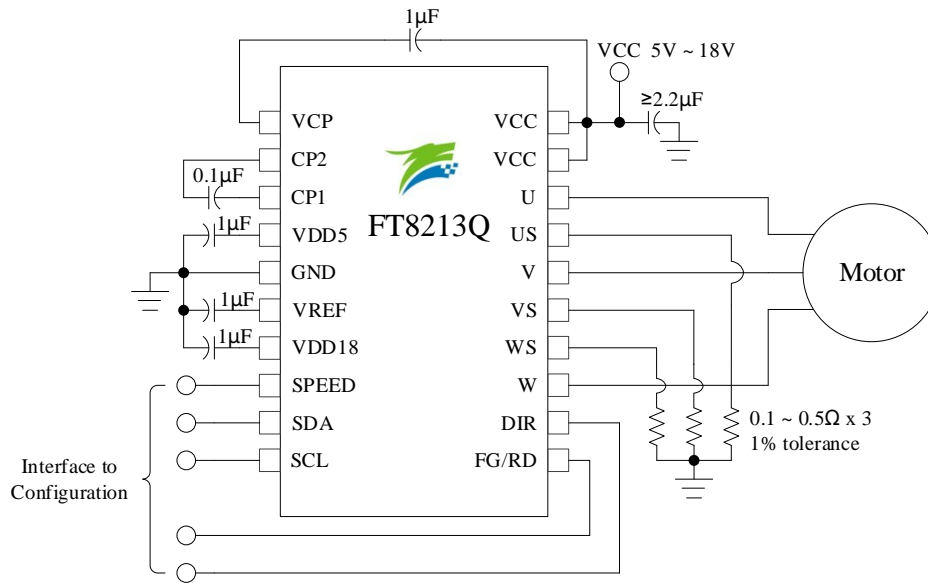 1µF
VCC 5V ~ 18V
≥2.2µF
VCP
VCC
CP2
VCC
0.1µF
CP1
U
FT8213Q
1µF
VDD5
US
GND
V
Motor
1µF
VREF
VS
1µF
VDD18
WS
SPEED
W
SDA
DIR
0.1 ~ 0.5Ω x 3
1% tolerance
SCL
FG/RD
Interface to
Configuration